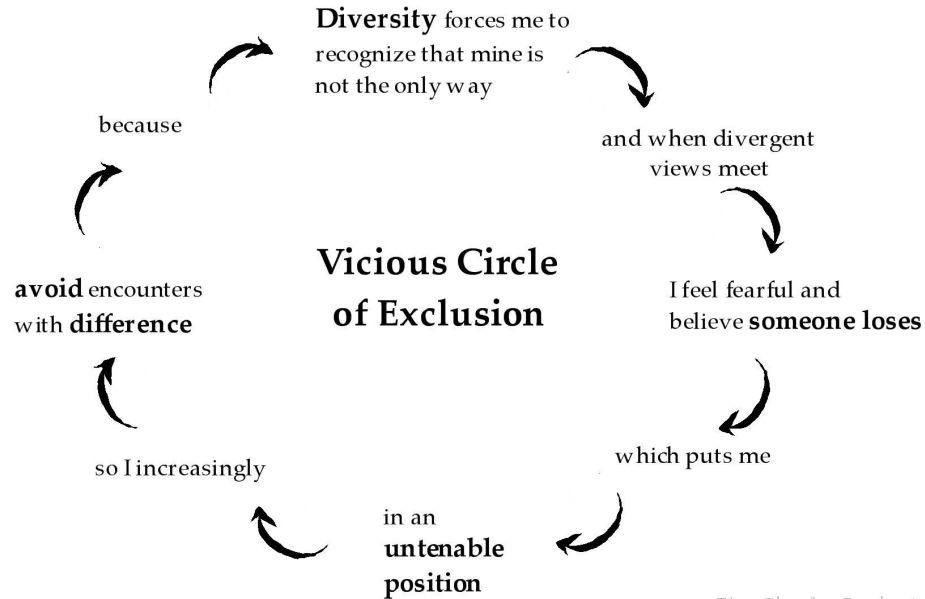 Diversity forces me to
recognize that mine is
not the only way
and when divergent
views meet
I feel fearful and
believe someone loses
which puts me
in an
untenable
position
so I increasingly
avoid encounters
with difference
because
Vicious Circle
of Exclusion